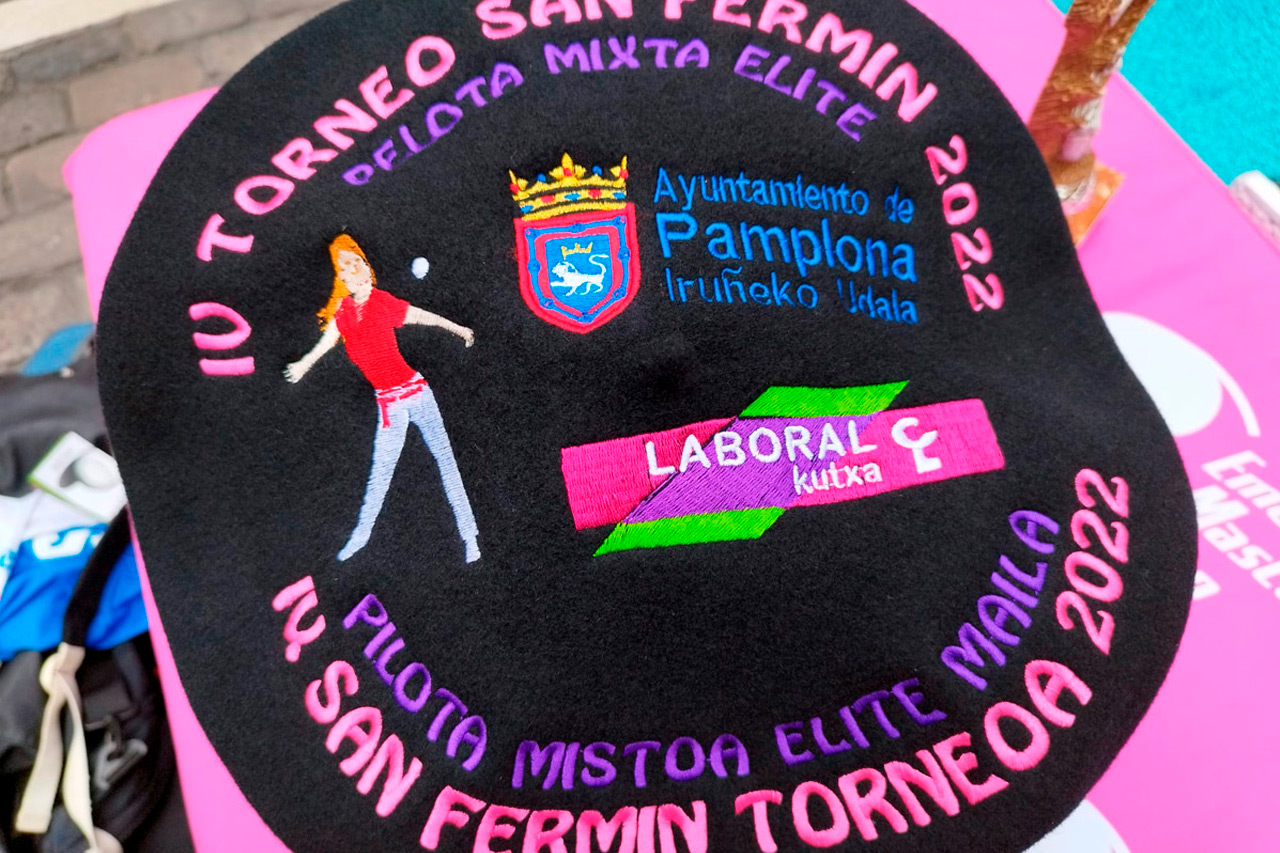 IV TORNEO SAN FERMIN 2022
PELOTA MIXTA ELITE
Ayuntamiento de
Pamplona
Iruñeko Udala
LABORAL
kutxa
PILOTA MISTOA ELITE MAILA
IV. SAN FERMIN TORNEOA 2022